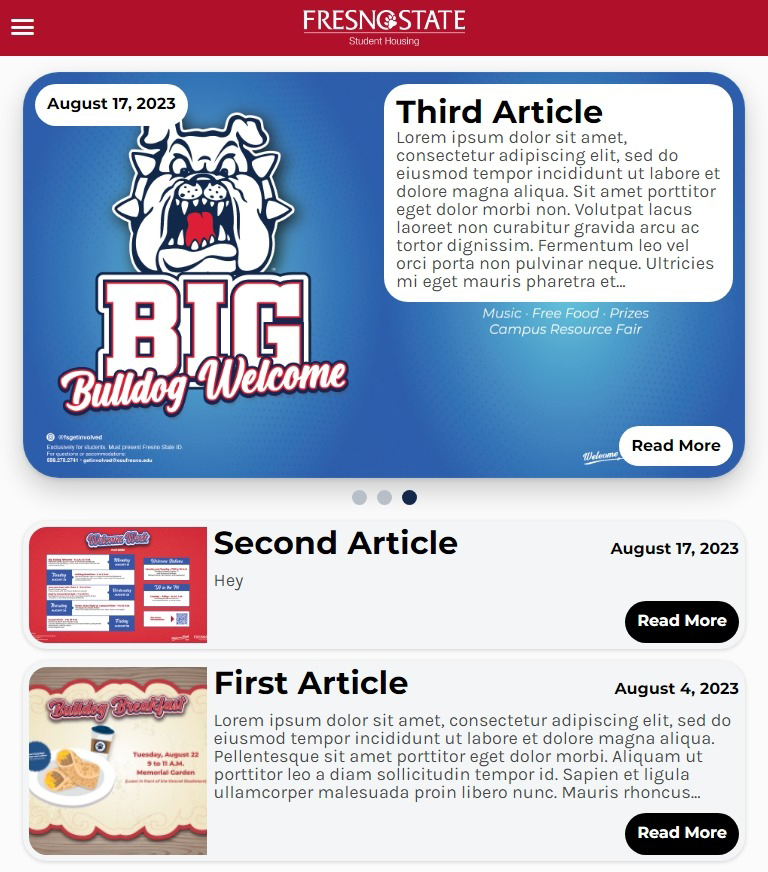 FRESNO STATE
Student Housing
August 17, 2023
BIG
Bulldog Welcome
@fsgetinvolved
Exclusively for students. Must present Fresno State ID.
For questions or accommodations:
Third Article
Lorem ipsum dolor sit amet,
consectetur adipiscing elit, sed do
eiusmod tempor incididunt ut labore et
dolore magna aliqua. Sit amet porttitor
eget dolor morbi non. Volutpat lacus
laoreet non curabitur gravida arcu ac
tortor dignissim. Fermentum leo vel
orci porta non pulvinar neque. Ultricies
mi eget mauris pharetra et...
Music · Free Food · Prizes
Campus Resource Fair
Welcome
Read More
Welcome Week
Monday
Tuesday
Wednesday
Thursday
Friday
Second Article
August 17, 2023
Hey
Read More
Bulldog Breakfast
Tuesday, August 22
9 to 11 A.M.
Memorial Garden
First Article
August 4, 2023
Lorem ipsum dolor sit amet, consectetur adipiscing elit, sed do
eiusmod tempor incididunt ut labore et dolore magna aliqua.
Pellentesque sit amet porttitor eget dolor morbi. Aliquam ut
porttitor leo a diam sollicitudin tempor id. Sapien et ligula
ullamcorper malesuada proin libero nunc. Mauris rhoncus...
Read More